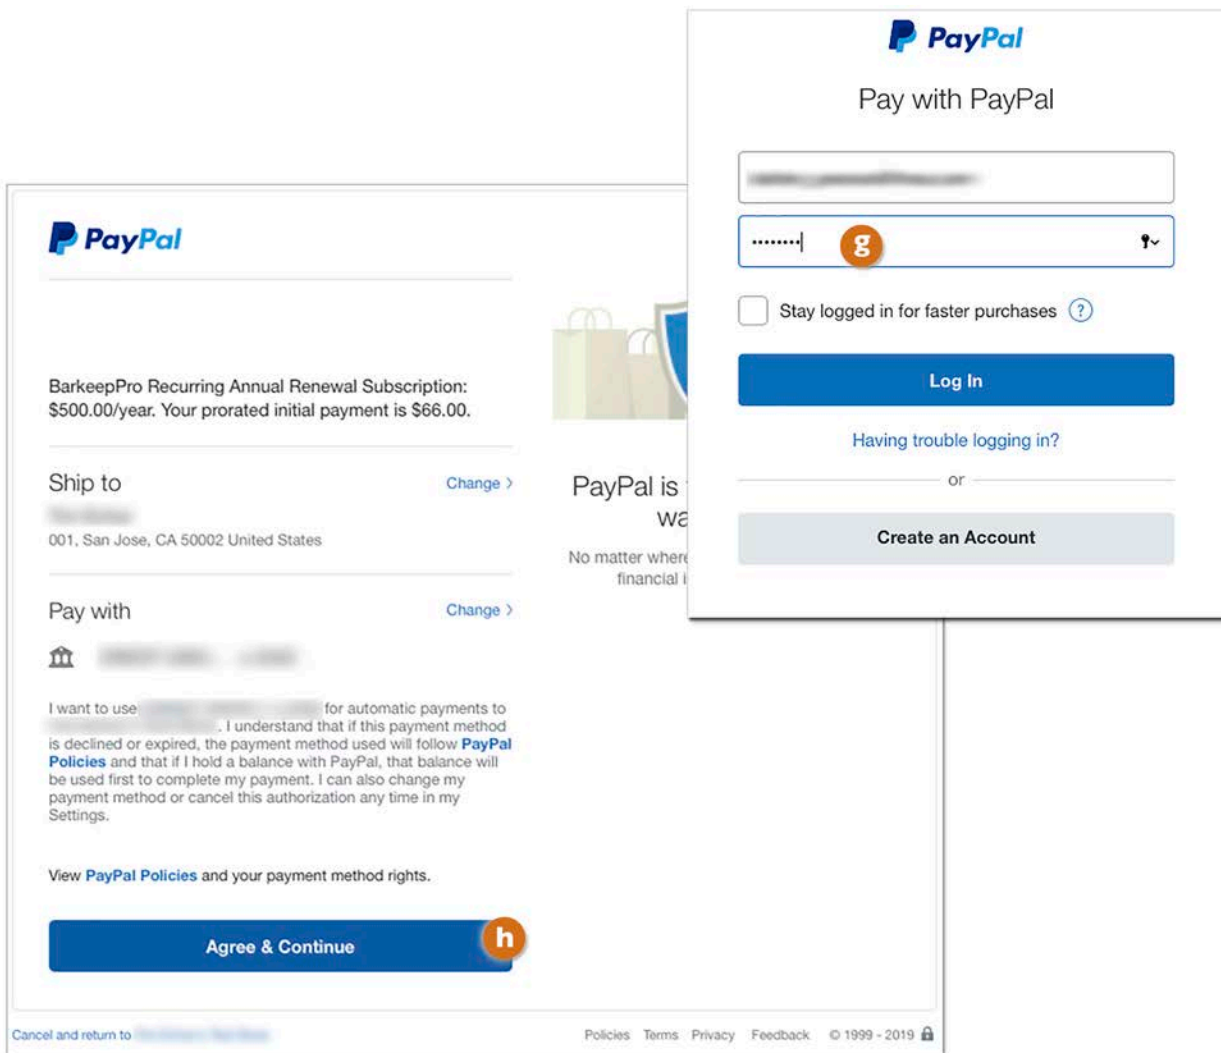 PayPal
Pay with PayPal
g
Stay logged in for faster purchases ?
Log In
Having trouble logging in?
or
Create an Account
PayPal
BarkeepPro Recurring Annual Renewal Subscription:
$500.00/year. Your prorated initial payment is $66.00.
Ship to
Change >
001, San Jose, CA 50002 United States
Pay with
Change >
I want to use for automatic payments to
. I understand that if this payment method
is declined or expired, the payment method used will follow PayPal
Policies and that if I hold a balance with PayPal, that balance will
be used first to complete my payment. I can also change my
payment method or cancel this authorization any time in my
Settings.
View PayPal Policies and your payment method rights.
Agree & Continue
h
PayPal is
No matter where
financial
Cancel and return to
Policies Terms Privacy Feedback © 1999 - 2019